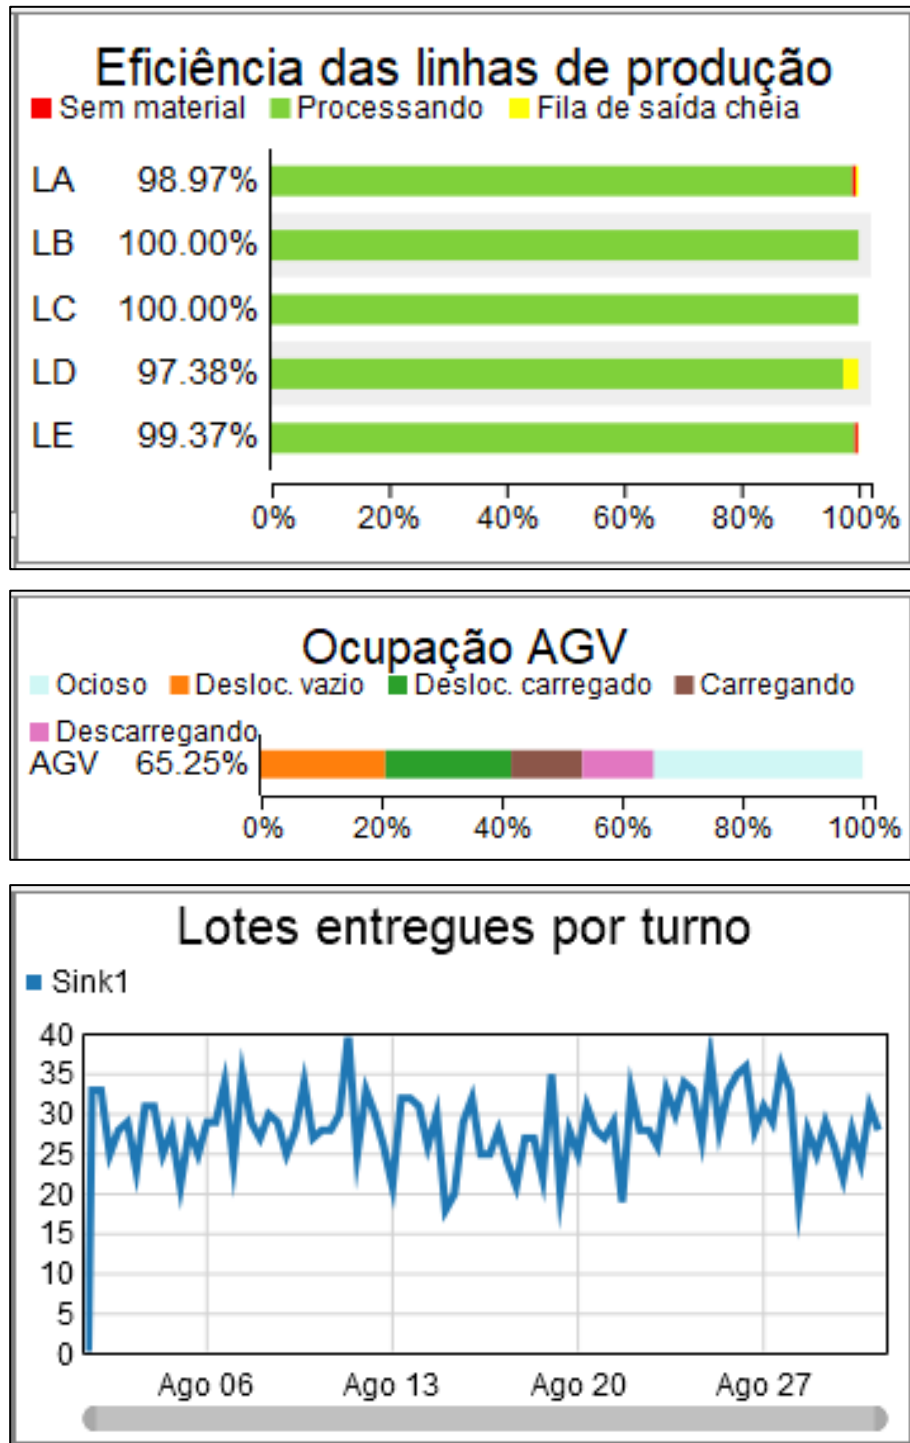 Eficiência das linhas de produção
Sem material Processando Fila de saída cheia
LA 98.97%
LB 100.00%
LC 100.00%
LD 97.38%
LE 99.37%
0% 20% 40% 60% 80% 100%
Ocupação AGV
Ocioso Desloc. vazio Desloc. carregado Carregando
Descarregando
AGV 65.25%
0% 20% 40% 60% 80% 100%
Lotes entregues por turno
Sink1
40
35
30
25
20
15
10
5
0
Ago 06 Ago 13 Ago 20 Ago 27